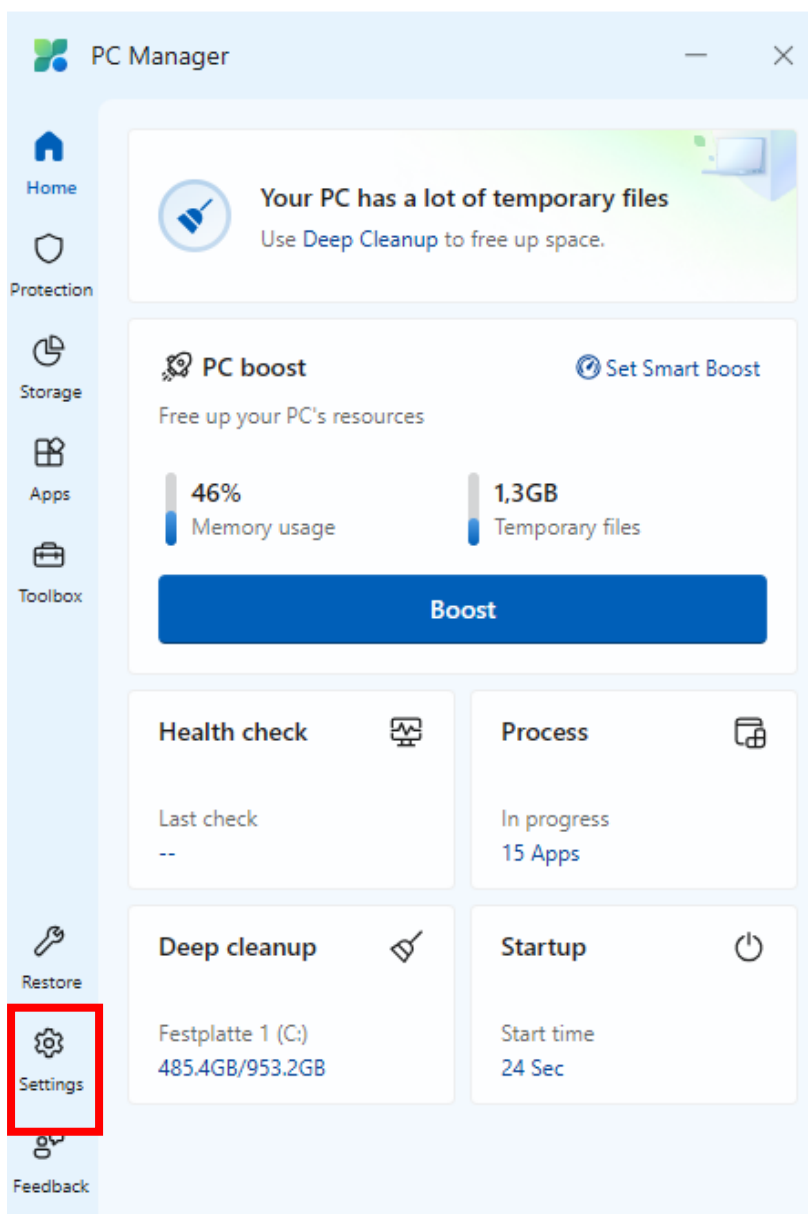 PC Manager
Home
Protection
Storage
Apps
Toolbox
Restore
Settings
Feedback
Your PC has a lot of temporary files
Use Deep Cleanup to free up space.
PC boost
Set Smart Boost
Free up your PC's resources
46%
Memory usage
1,3GB
Temporary files
Boost
Health check
Last check
--
Process
In progress
15 Apps
Deep cleanup
Festplatte 1 (C:)
485.4GB/953.2GB
Startup
Start time
24 Sec